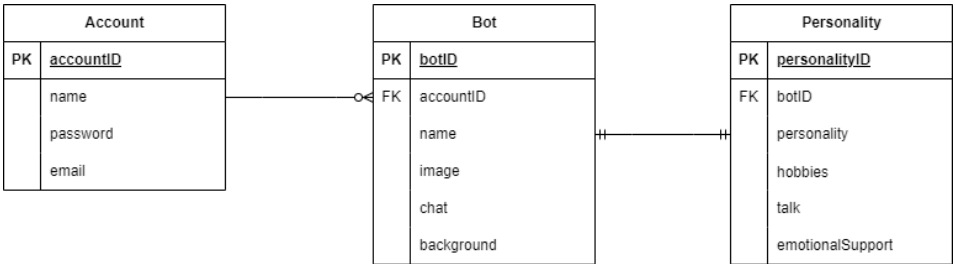 Account
PK accountID
name
password
email
Bot
PK botID
FK accountID
name
image
chat
background
Personality
PK personalityID
FK botID
personality
hobbies
talk
emotionalSupport